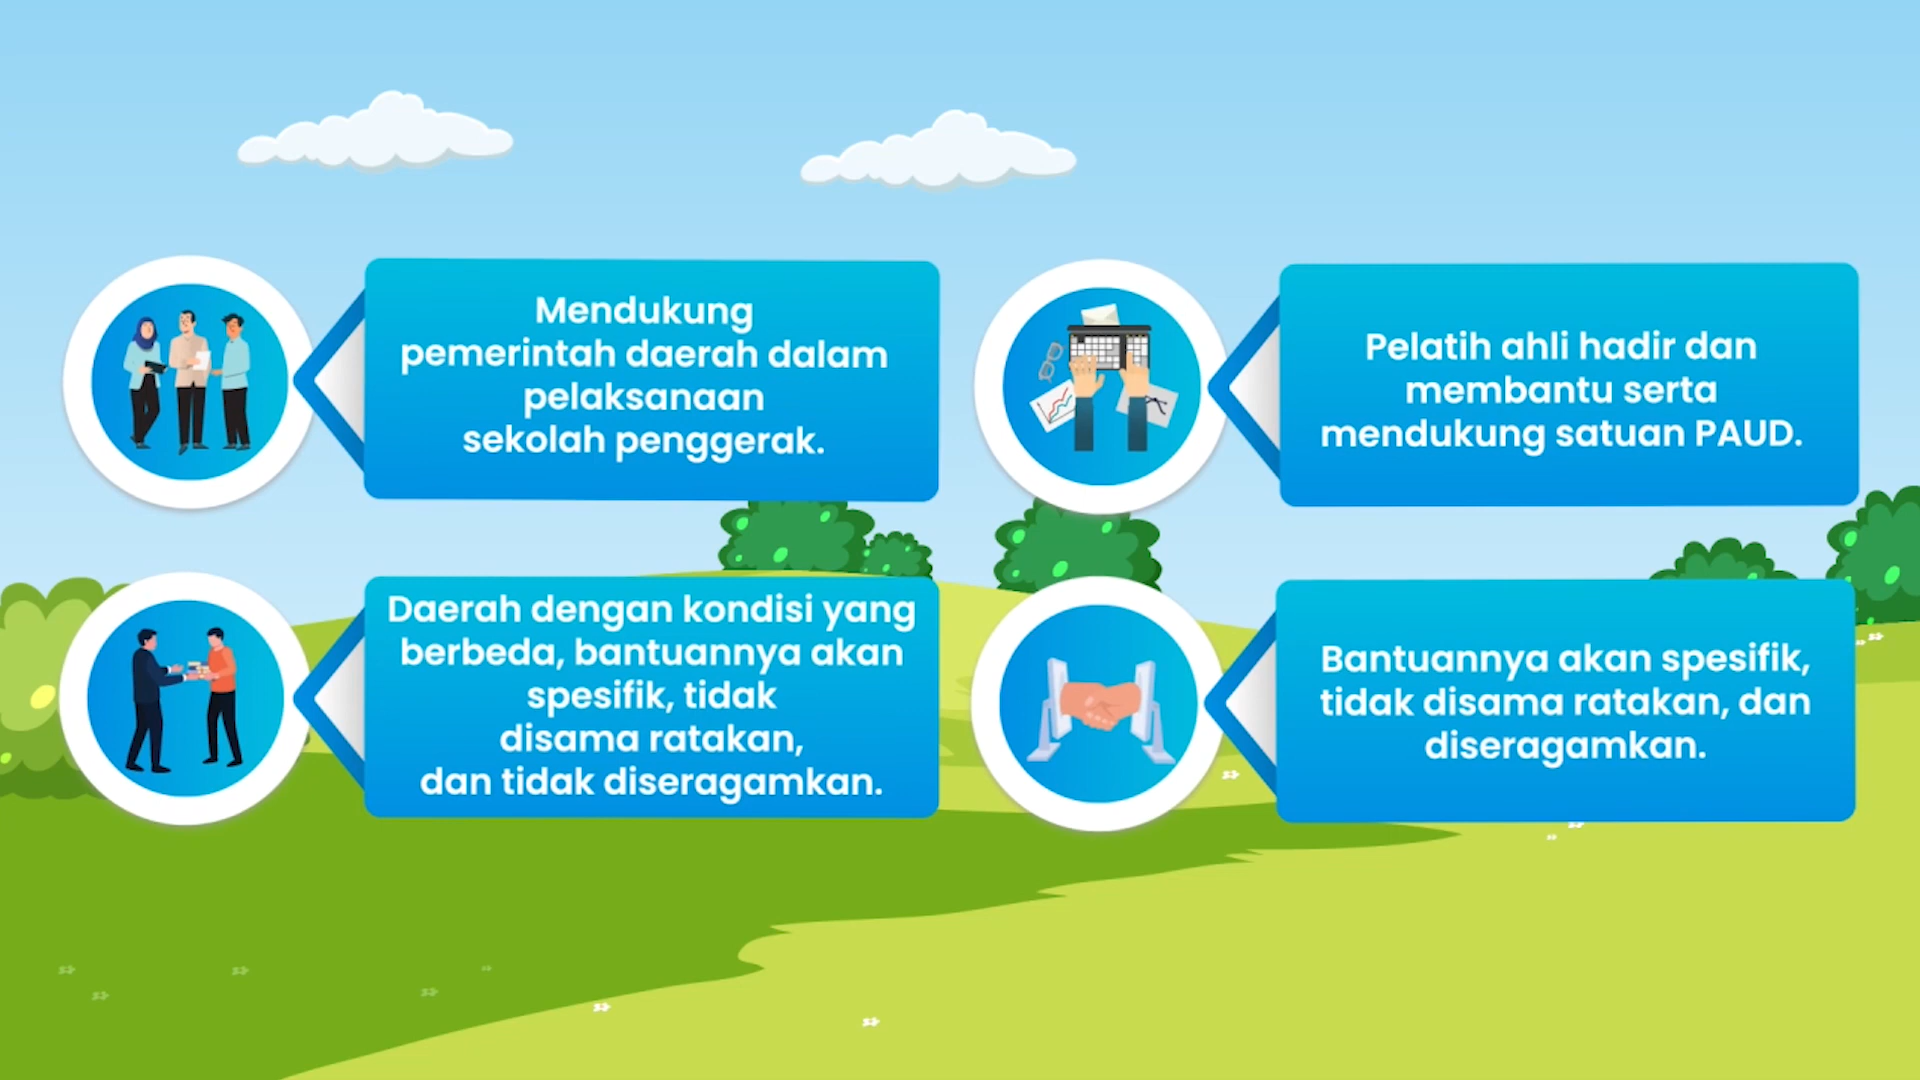 Mendukung
pemerintah daerah dalam
pelaksanaan
sekolah penggerak.
Pelatih ahli hadir dan
membantu serta
mendukung satuan PAUD.
Daerah dengan kondisi yang
berbeda, bantuannya akan
spesifik, tidak
disama ratakan,
dan tidak diseragamkan.
Bantuannya akan spesifik,
tidak disama ratakan, dan
diseragamkan.